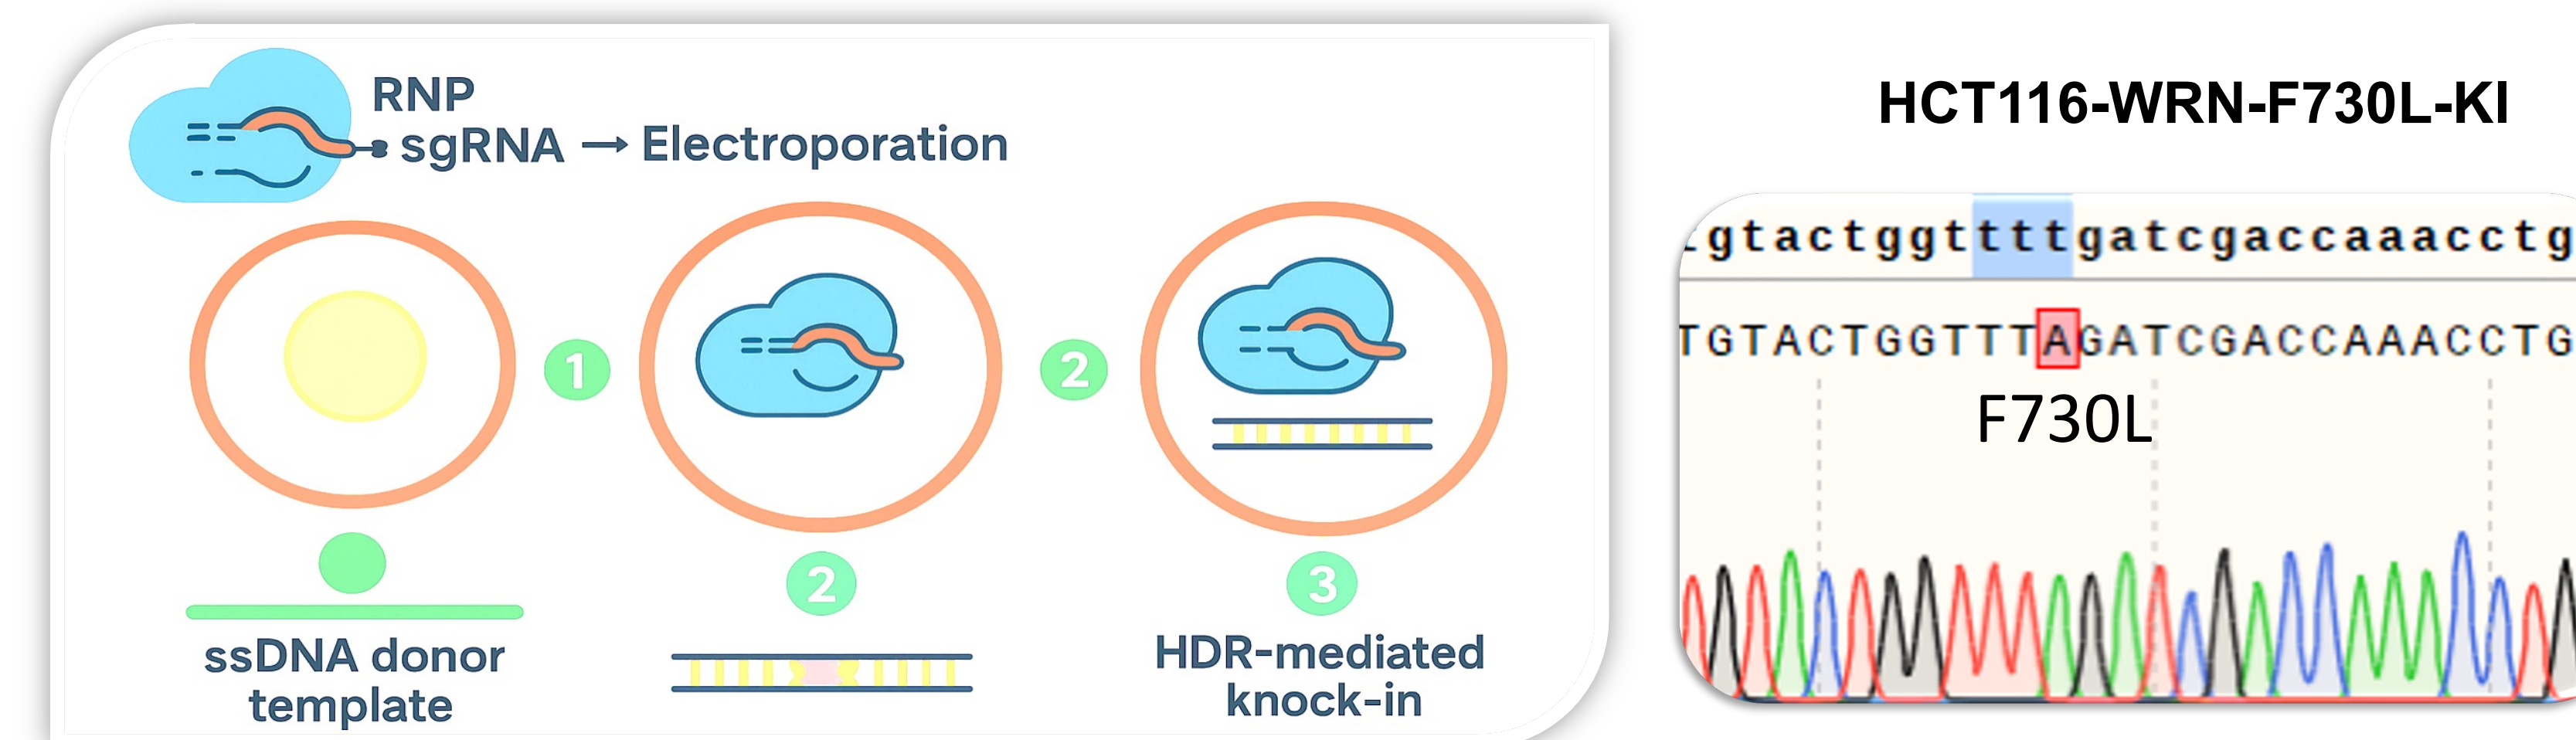 RNP
sgRNA → Electroporation
1
2
2
3
ssDNA donor
template
HDR-mediated
knock-in
HCT116-WRN-F730L-KI
tgtactggttttgatcgaccaaacctg
TGTACTGGTTTAGATCGACCAAACCTG
F730L